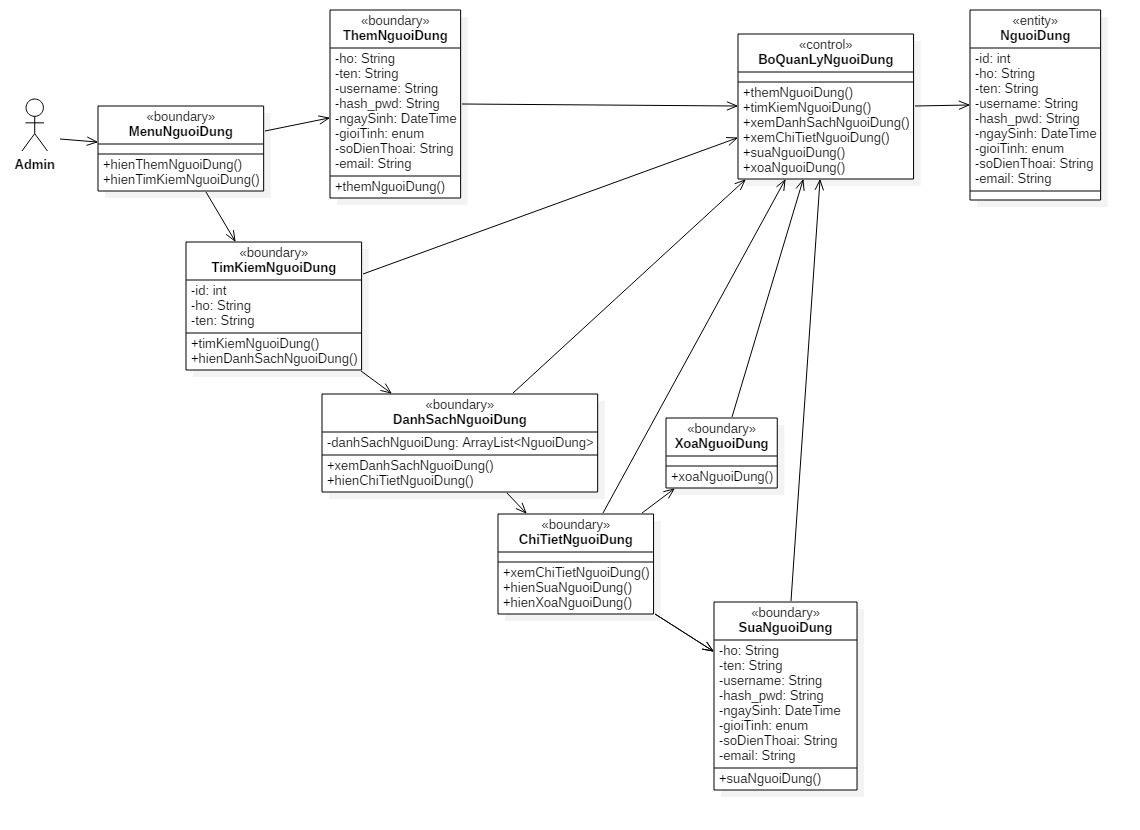 Admin
«boundary»
MenuNguoiDung
+hienThemNguoiDung()
+hienTimKiemNguoiDung()
«boundary»
ThemNguoiDung
-ho: String
-ten: String
-username: String
-hash_pwd: String
-ngaySinh: DateTime
-gioiTinh: enum
-soDienThoai: String
-email: String
+themNguoiDung()
«control»
BoQuanLyNguoiDung
+themNguoiDung()
+timKiemNguoiDung()
+xemDanhSachNguoiDung()
+xemChiTietNguoiDung()
+suaNguoiDung()
+xoaNguoiDung()
«entity»
NguoiDung
-id: int
-ho: String
-ten: String
-username: String
-hash_pwd: String
-ngaySinh: DateTime
-gioiTinh: enum
-soDienThoai: String
-email: String
«boundary»
TimKiemNguoiDung
-id: int
-ho: String
-ten: String
+timKiemNguoiDung()
+hienDanhSachNguoiDung()
«boundary»
DanhSachNguoiDung
-danhSachNguoiDung: ArrayList<NguoiDung>
+xemDanhSachNguoiDung()
+hienChiTietNguoiDung()
«boundary»
XoaNguoiDung
+xoaNguoiDung()
«boundary»
ChiTietNguoiDung
+xemChiTietNguoiDung()
+hienSuaNguoiDung()
+hienXoaNguoiDung()
«boundary»
SuaNguoiDung
-ho: String
-ten: String
-username: String
-hash_pwd: String
-ngaySinh: DateTime
-gioiTinh: enum
-soDienThoai: String
-email: String
+suaNguoiDung()